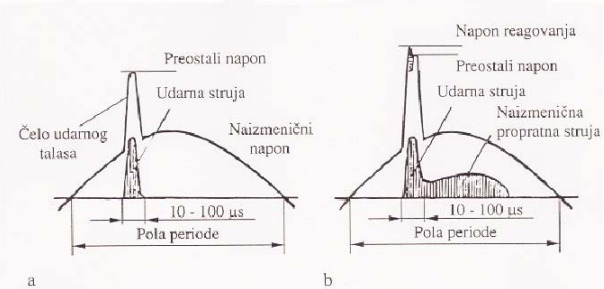 Preostali napon
Udarna struja
Čelo udarnog
talasa
Naizmenični
napon
10 - 100 µs
Pola periode
a
Napon reagovanja
Preostali napon
Udarna struja
Naizmenična
propratna struja
10 - 100 µs
Pola periode
b